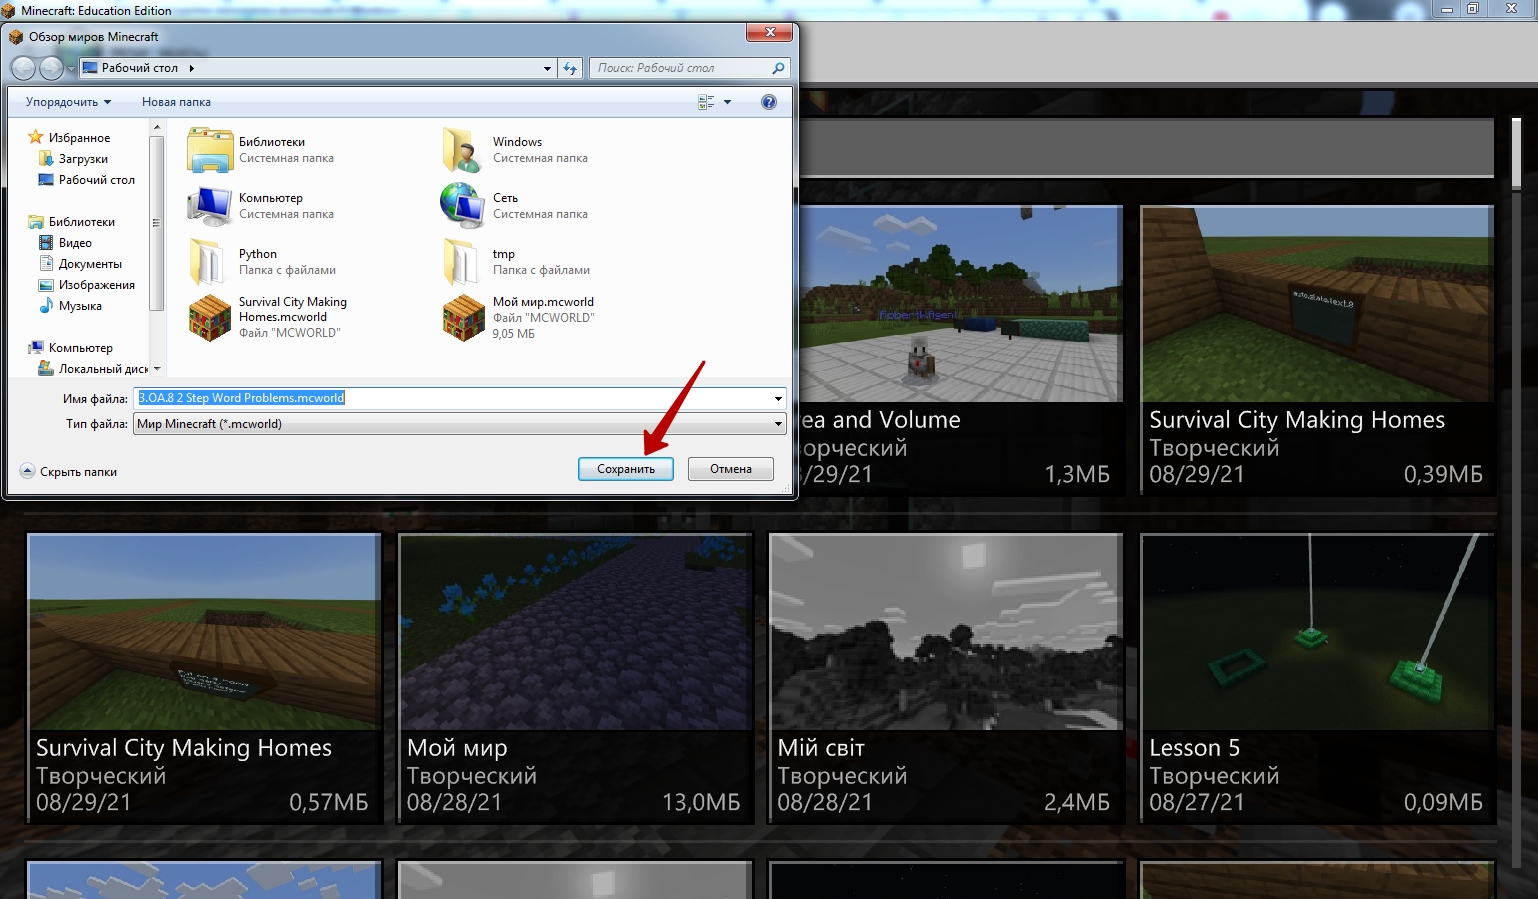 Minecraft: Education Edition
Обзор миров Minecraft
Рабочий стол
Поиск: Рабочий стол
Упорядочить
Новая папка
Избранное
Загрузки
Рабочий стол
Библиотеки
Видео
Документы
Изображения
Музыка
Компьютер
Локальный диск
Библиотеки
Системная папка
Windows
Системная папка
Компьютер
Системная папка
Сеть
Системная папка
Python
Папка с файлами
tmp
Папка с файлами
Survival City Making
Homes.mcworld
Файл "MCWORLD"
Мой мир.mcworld
Файл "MCWORLD"
9,05 МБ
Имя файла:
3.OA.8 2 Step Word Problems.mcworld
Тип файла:
Мир Minecraft (*.mcworld)
Скрыть папки
Сохранить
Отмена
rea and Volume
ворческий
/29/21
1,3МБ
Survival City Making Homes
Творческий
08/29/21
0,39МБ
Survival City Making Homes
Творческий
08/29/21
0,57МБ
Мой мир
Творческий
08/28/21
13,0МБ
Мій світ
Творческий
08/28/21
2,4МБ
Lesson 5
Творческий
08/27/21
0,09МБ